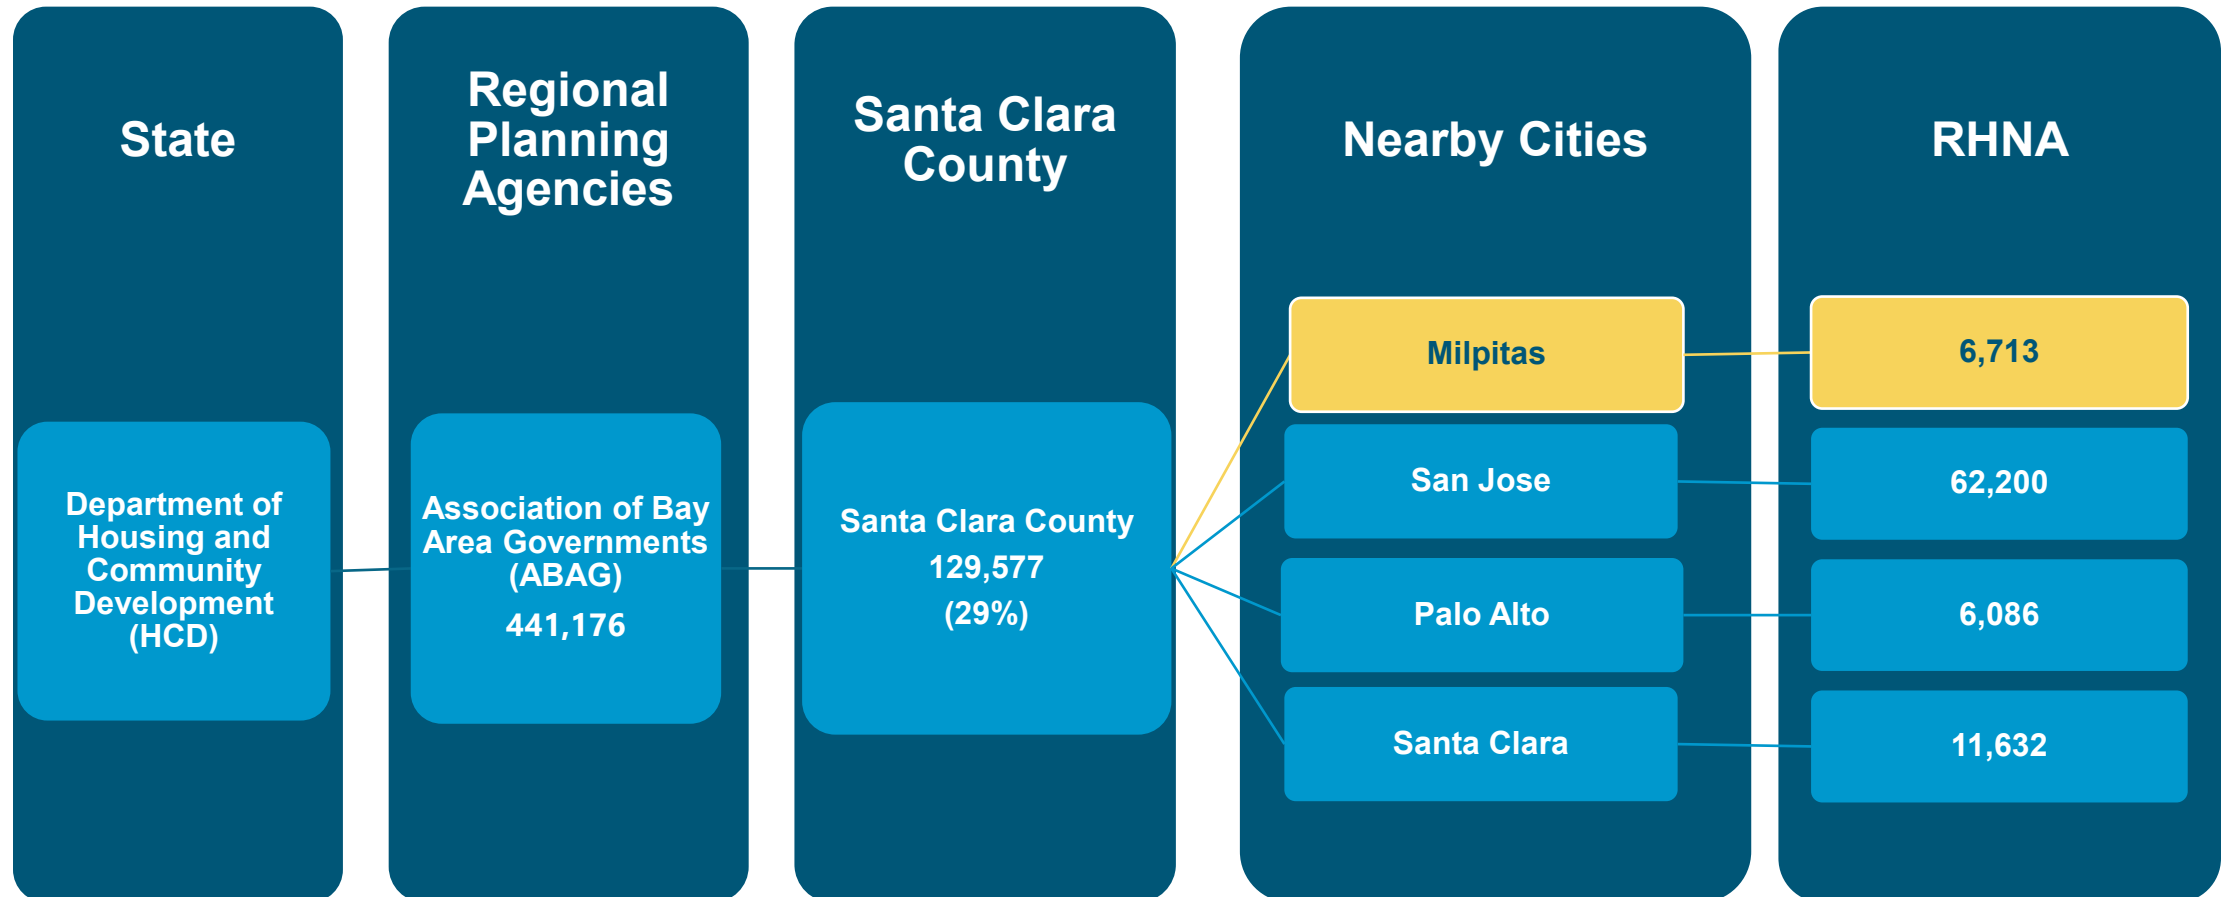 State
Regional
Planning
Agencies
Santa Clara
County
Nearby Cities
RHNA
Department of
Housing and
Community
Development
(HCD)
Association of Bay
Area Governments
(ABAG)
441,176
Santa Clara County
129,577
(29%)
Milpitas
6,713
San Jose
62,200
Palo Alto
6,086
Santa Clara
11,632